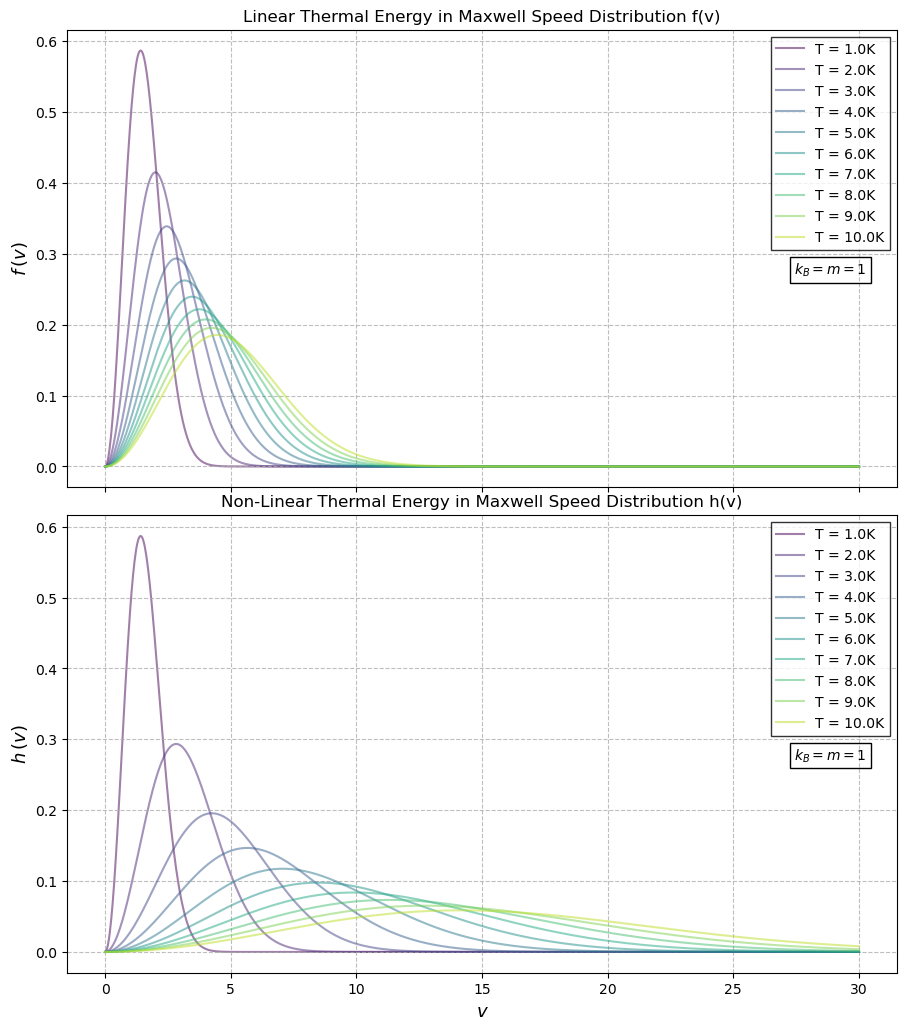 Linear Thermal Energy in Maxwell Speed Distribution f(v)
0.6
0.5
0.4
0.3
0.2
0.1
0.0
f (v)
T = 1.0K
T = 2.0K
T = 3.0K
T = 4.0K
T = 5.0K
T = 6.0K
T = 7.0K
T = 8.0K
T = 9.0K
T = 10.0K
k_B = m = 1
Non-Linear Thermal Energy in Maxwell Speed Distribution h(v)
0.6
0.5
0.4
0.3
0.2
0.1
0.0
h (v)
T = 1.0K
T = 2.0K
T = 3.0K
T = 4.0K
T = 5.0K
T = 6.0K
T = 7.0K
T = 8.0K
T = 9.0K
T = 10.0K
k_B = m = 1
0 5 10 15 20 25 30
v